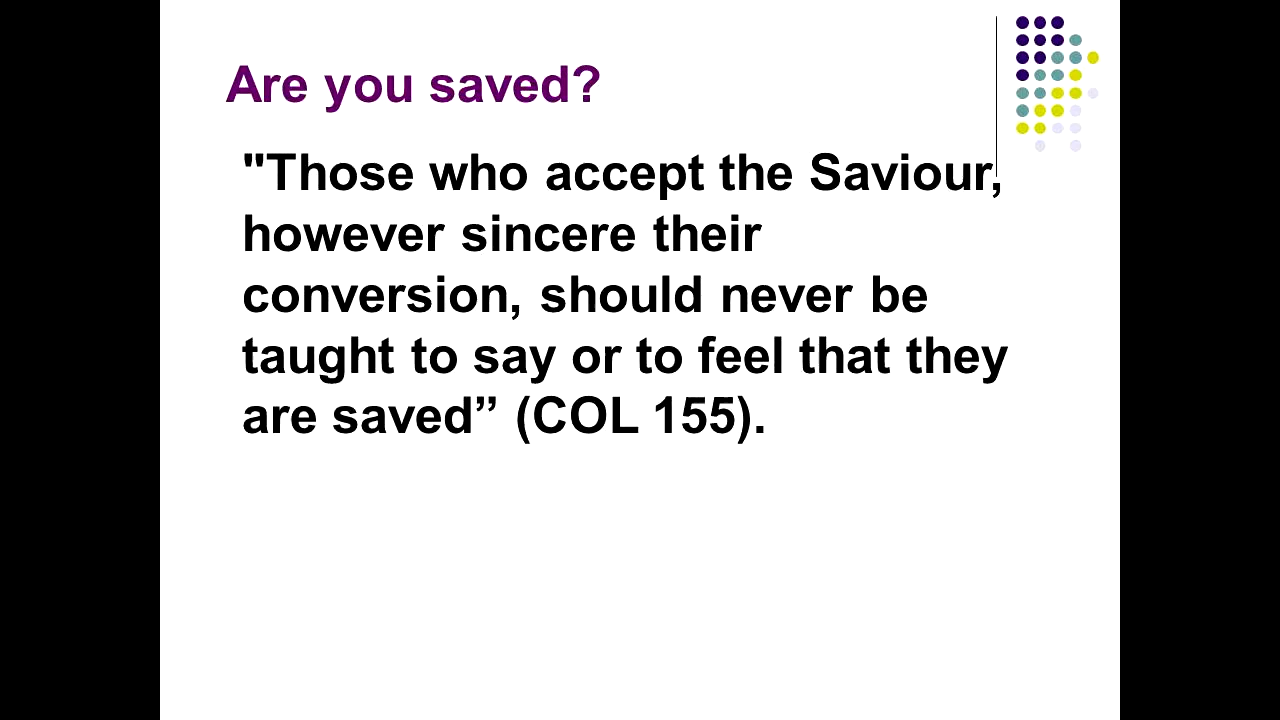 Are you saved?
"Those who accept the Saviour,
however sincere their
conversion, should never be
taught to say or to feel that they
are saved” (COL 155).